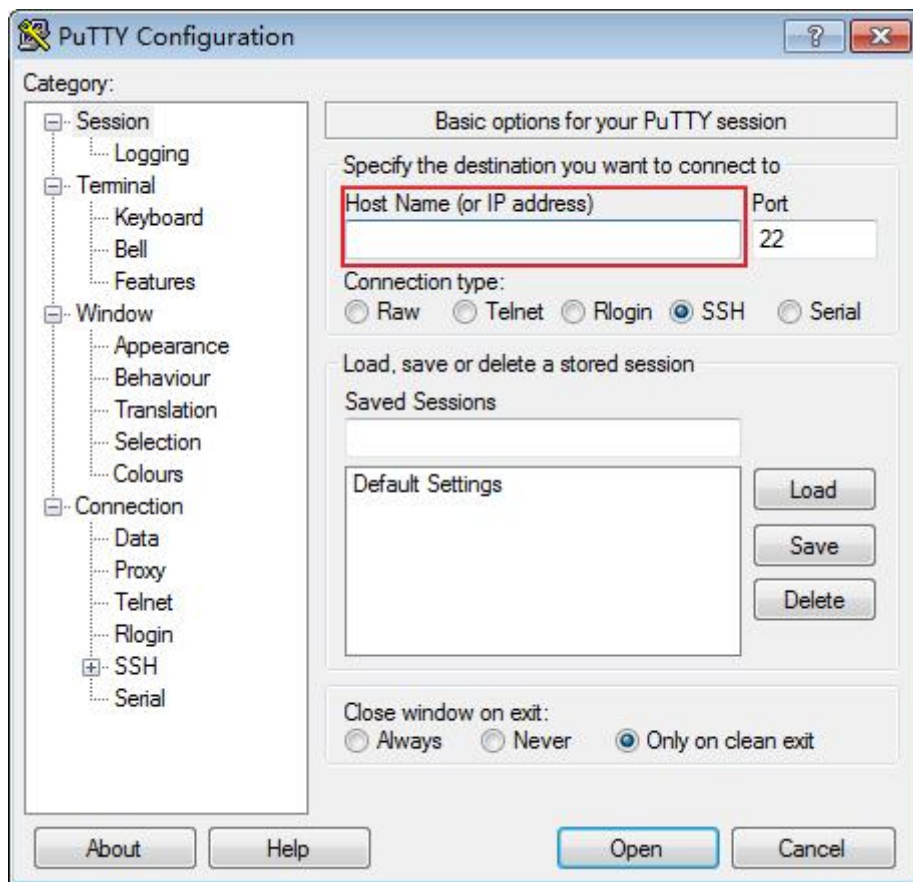 PuTTY Configuration
?
Category:
Session
Logging
Terminal
Keyboard
Bell
Features
Window
Appearance
Behaviour
Translation
Selection
Colours
Connection
Data
Proxy
Telnet
Rlogin
SSH
Serial
Basic options for your PuTTY session
Specify the destination you want to connect to
Host Name (or IP address) Port
22
Connection type:
Raw Telnet Rlogin SSH Serial
Load, save or delete a stored session
Saved Sessions
Default Settings
Load
Save
Delete
Close window on exit:
Always Never Only on clean exit
About Help Open Cancel